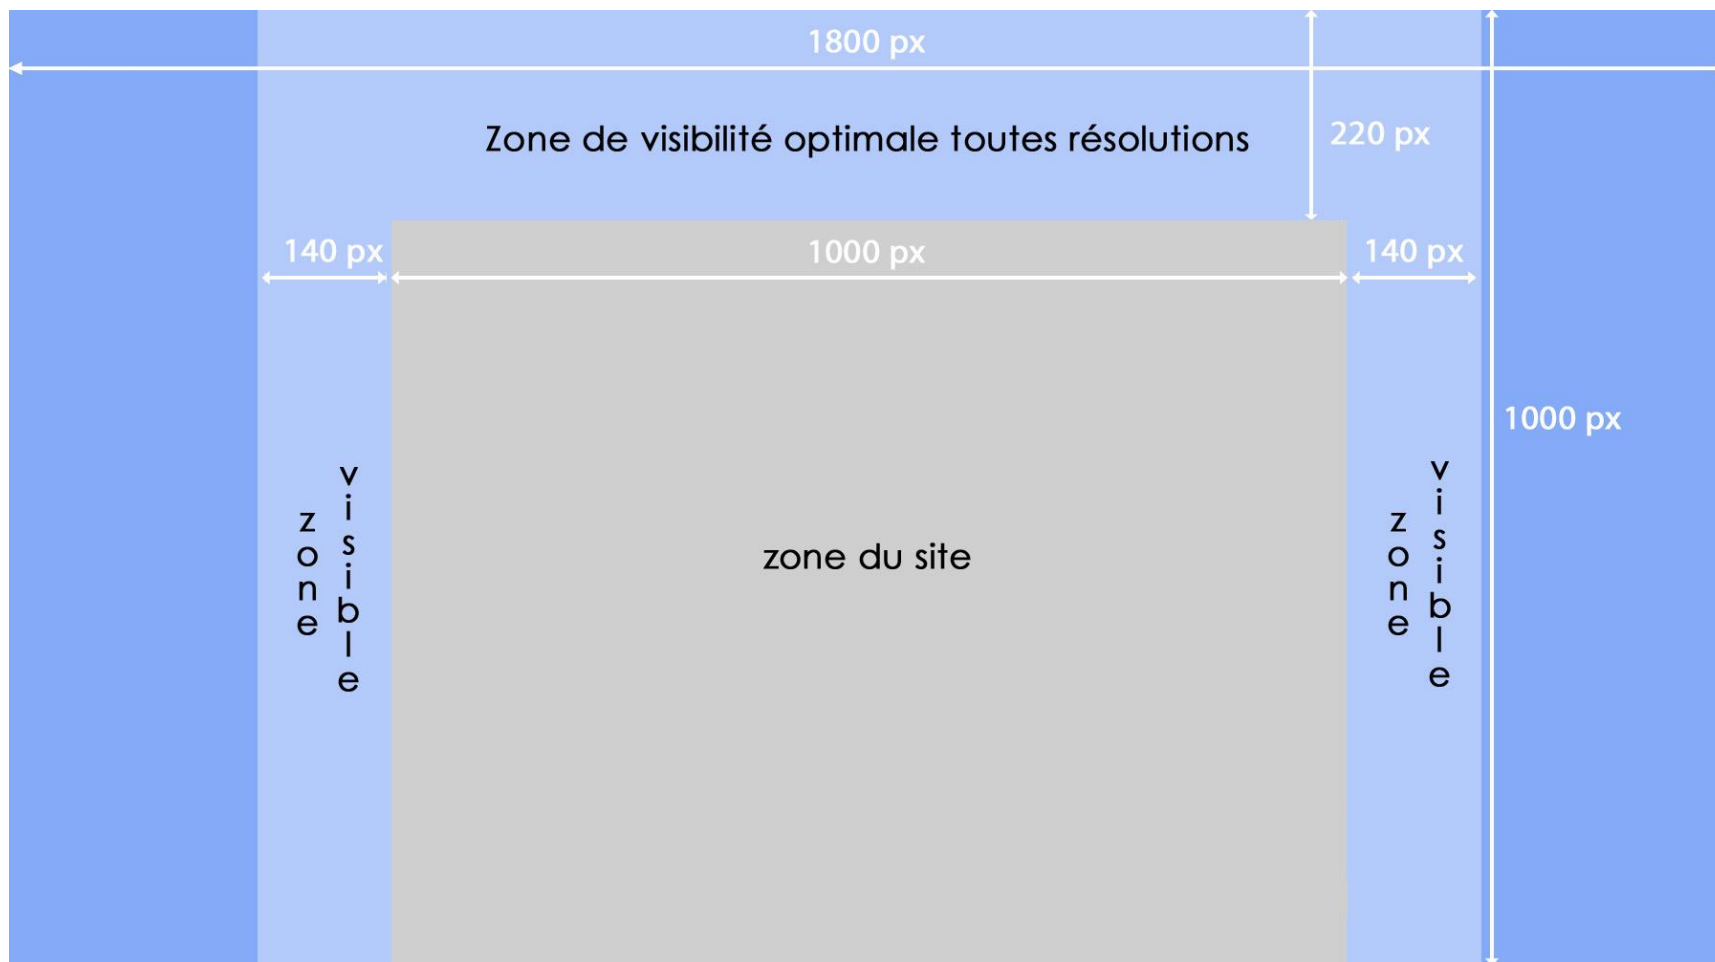 1800 px
Zone de visibilité optimale toutes résolutions
220 px
140 px
1000 px
140 px
1000 px
zone
visible
zone du site
zone
visible